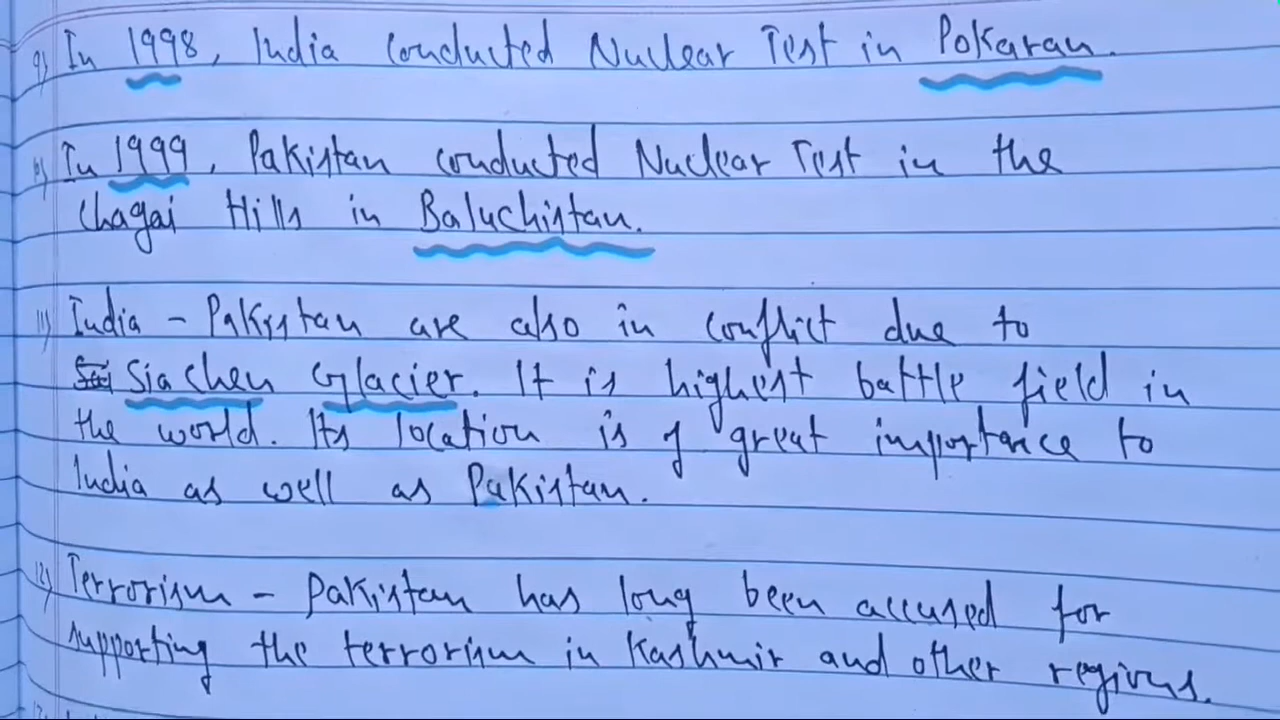 9) In 1998, India conducted Nuclear Test in Pokaran.
In 1999, Pakistan conducted Nuclear Test in the
Chagai Hills in Baluchistan.
11) India - Pakistan are also in conflict due to
Siachen Glacier. It is highest battle field in
the world. Its location is of great importance to
India as well as Pakistan.
12) Terrorism - Pakistan has long been accused for
supporting the terrorism in Kashmir and other regions.